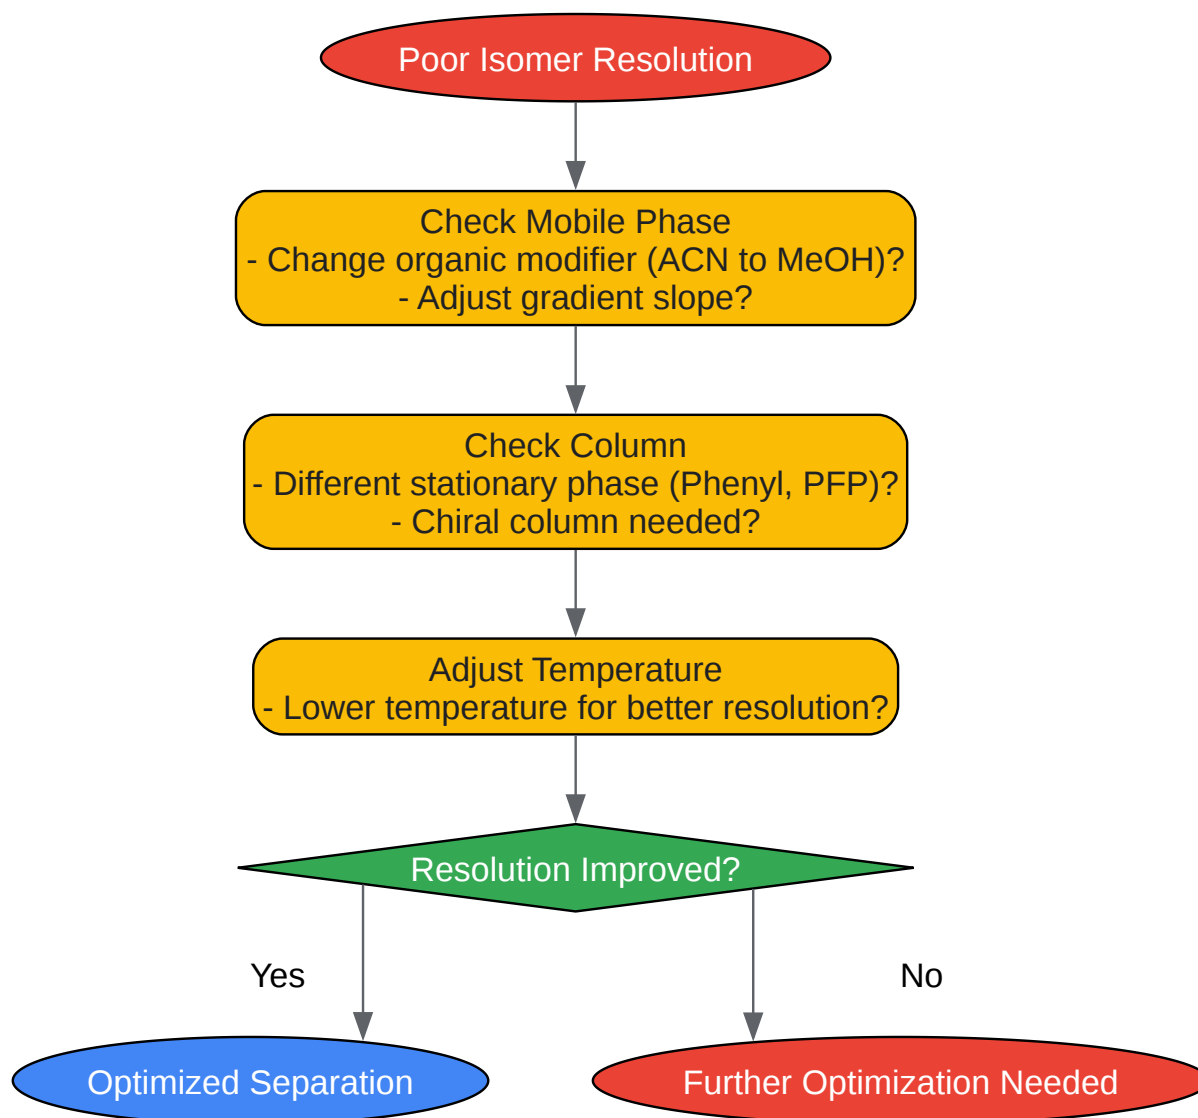 Poor Isomer Resolution
Check Mobile Phase
- Change organic modifier (ACN to MeOH)?
- Adjust gradient slope?
Check Column
- Different stationary phase (Phenyl, PFP)?
- Chiral column needed?
Adjust Temperature
- Lower temperature for better resolution?
Resolution Improved?
Yes
No
Optimized Separation
Further Optimization Needed